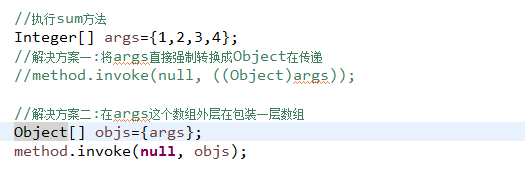 //执行sum方法
Integer[] args={1,2,3,4};
//解决方案一:将args直接强制转换成Object在传递
//method.invoke(null, ((Object)args));
//解决方案二:在args这个数组外层在包装一层数组
Object[] objs={args};
method.invoke(null, objs);